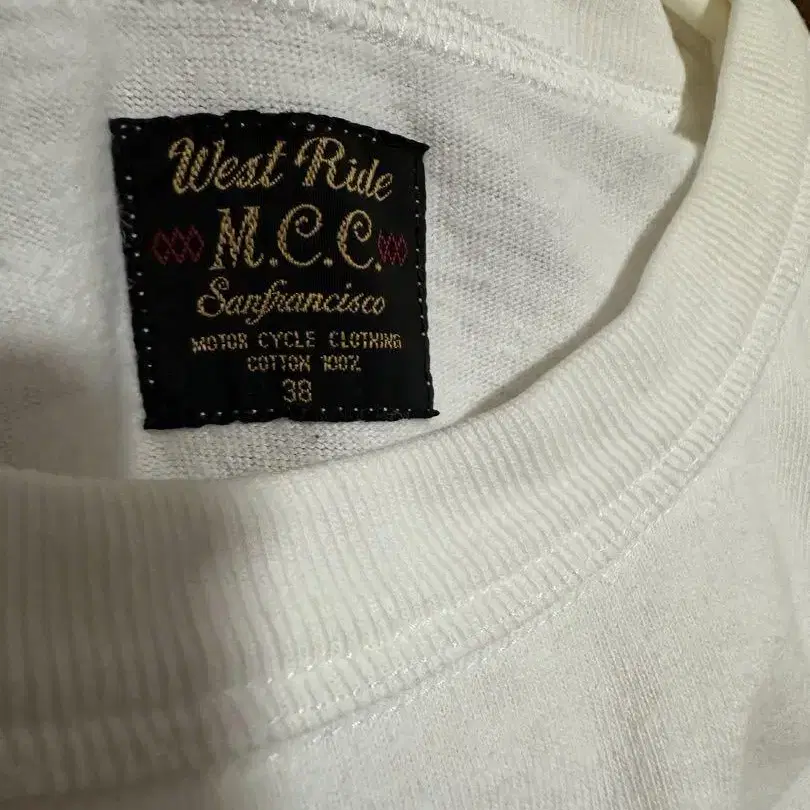 West Ride
M.C.C.
Sanfrancisco
MOTOR CYCLE CLOTHING
COTTON 100%
38